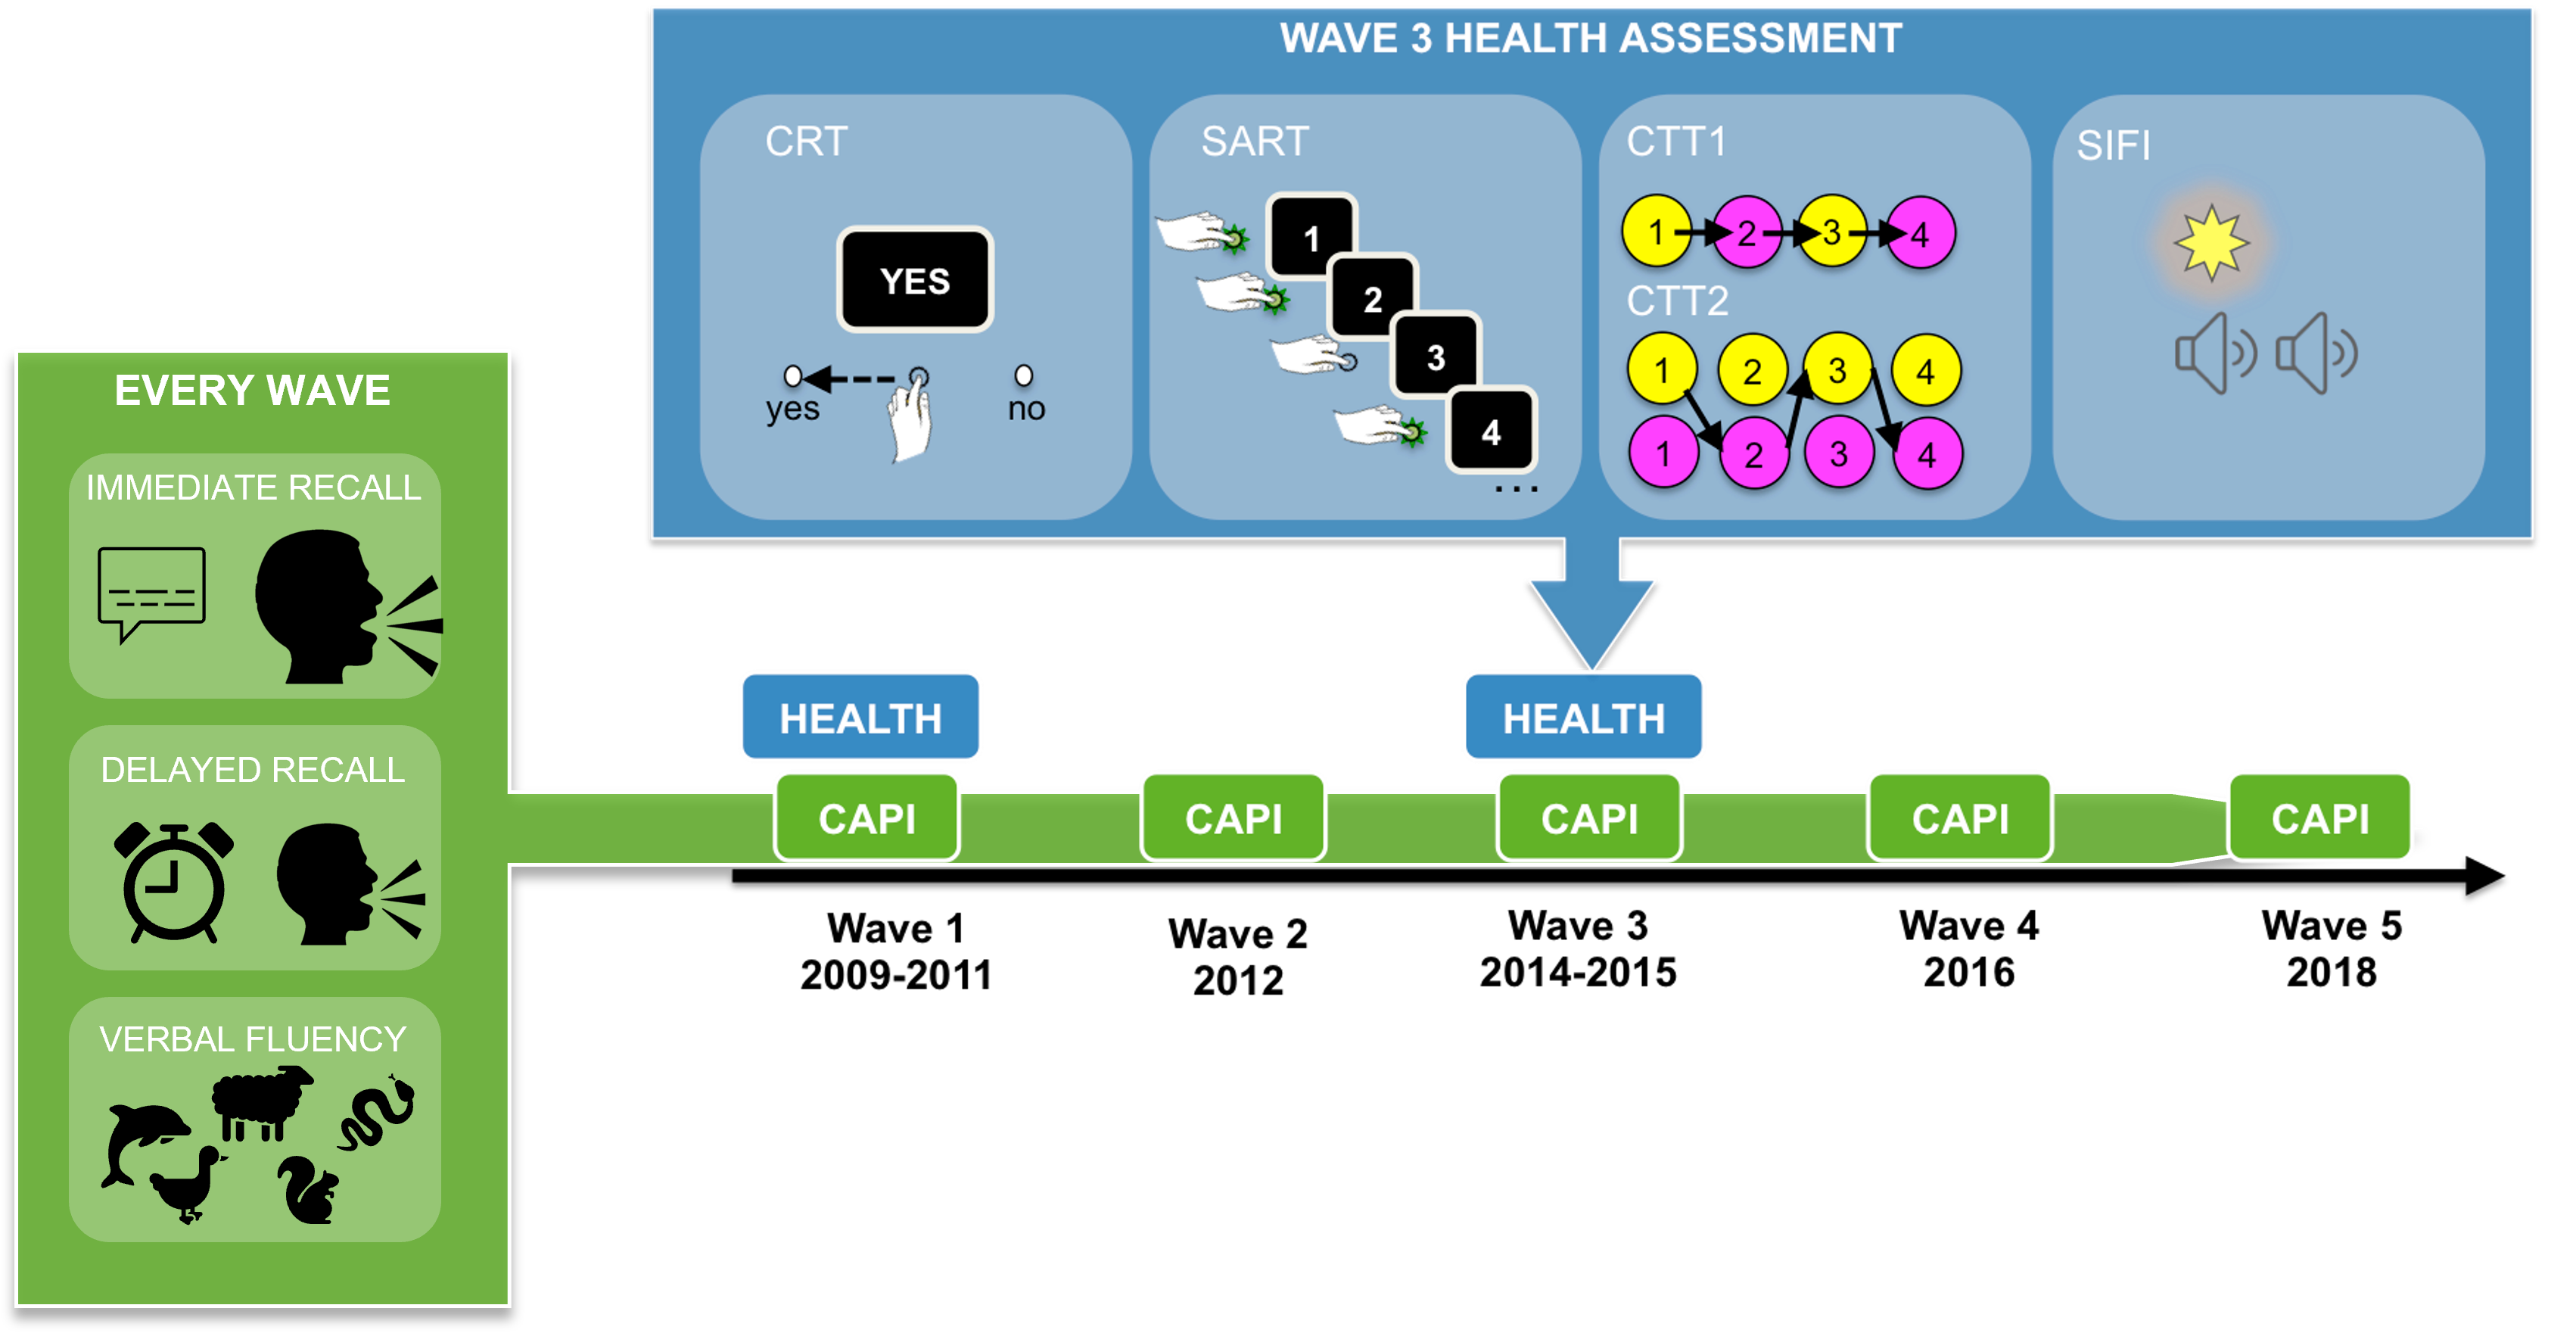 WAVE 3 HEALTH ASSESSMENT
CRT
YES
yes
no
SART
1
2
3
4
...
CTT1
1 2 3 4
CTT2
1 2 3 4
1 2 3 4
SIFI
EVERY WAVE
IMMEDIATE RECALL
DELAYED RECALL
VERBAL FLUENCY
HEALTH
HEALTH
CAPI
CAPI
CAPI
CAPI
CAPI
Wave 1
2009-2011
Wave 2
2012
Wave 3
2014-2015
Wave 4
2016
Wave 5
2018